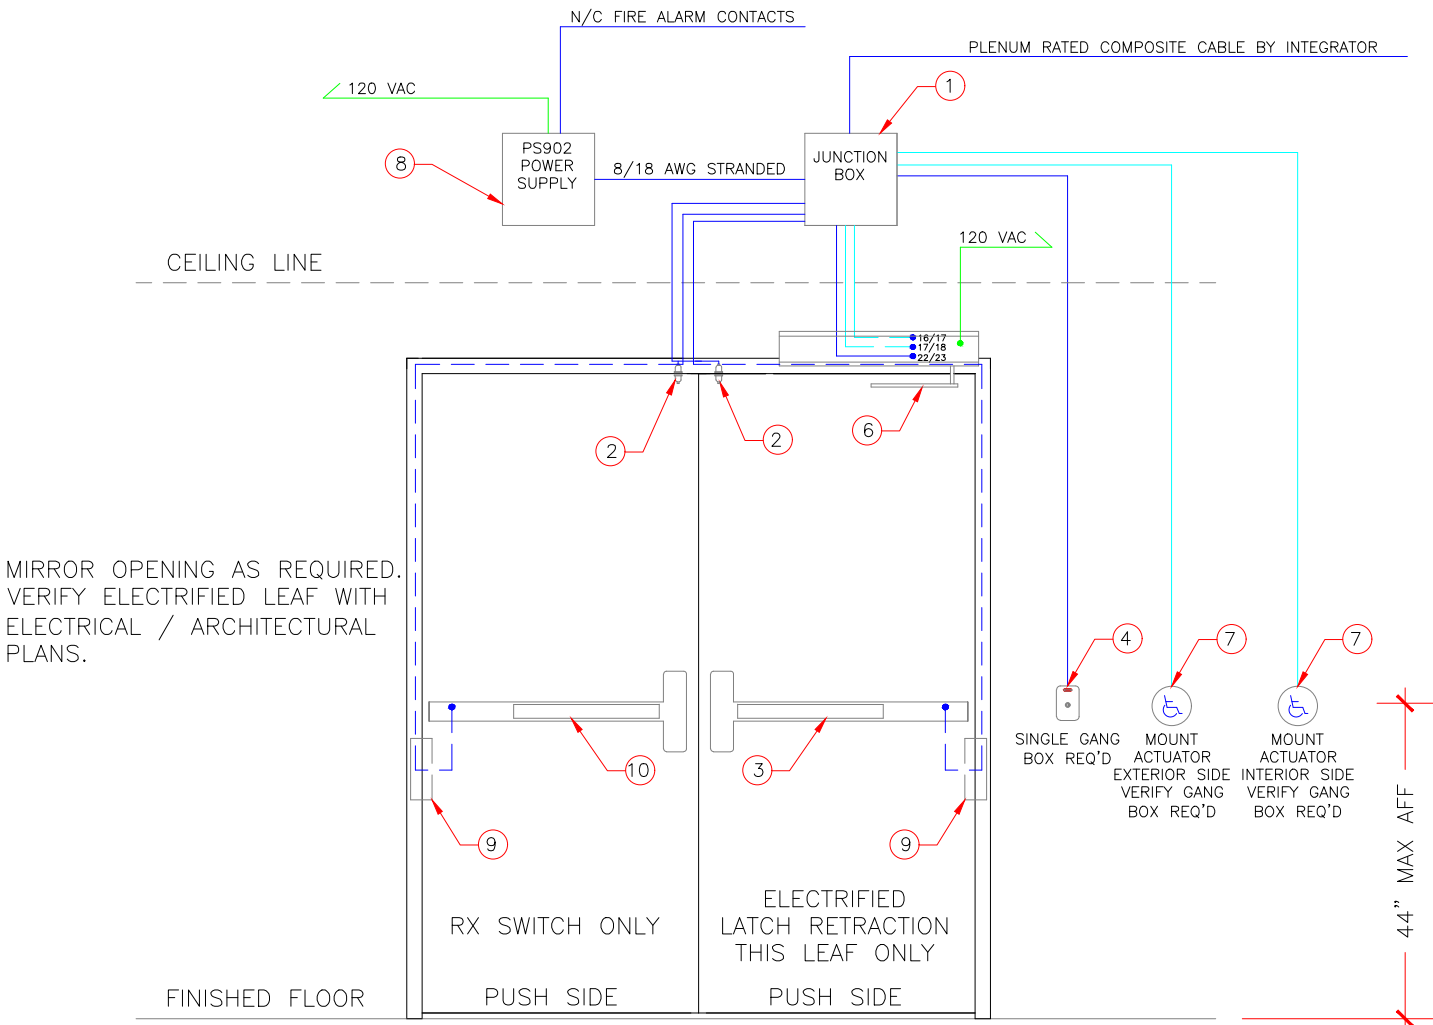 N/C FIRE ALARM CONTACTS
PLENUM RATED COMPOSITE CABLE BY INTEGRATOR
120 VAC
1
PS902
POWER
SUPPLY
8
8/18 AWG STRANDED
JUNCTION
BOX
120 VAC
CEILING LINE
16/17
17/18
22/23
2
2
6
MIRROR OPENING AS REQUIRED.
VERIFY ELECTRIFIED LEAF WITH
ELECTRICAL / ARCHITECTURAL
PLANS.
4
7
7
SINGLE GANG
BOX REQ'D
MOUNT
ACTUATOR
EXTERIOR SIDE
VERIFY GANG
BOX REQ'D
MOUNT
ACTUATOR
INTERIOR SIDE
VERIFY GANG
BOX REQ'D
10
3
9
9
44" MAX AFF
RX SWITCH ONLY
ELECTRIFIED
LATCH RETRACTION
THIS LEAF ONLY
FINISHED FLOOR
PUSH SIDE
PUSH SIDE